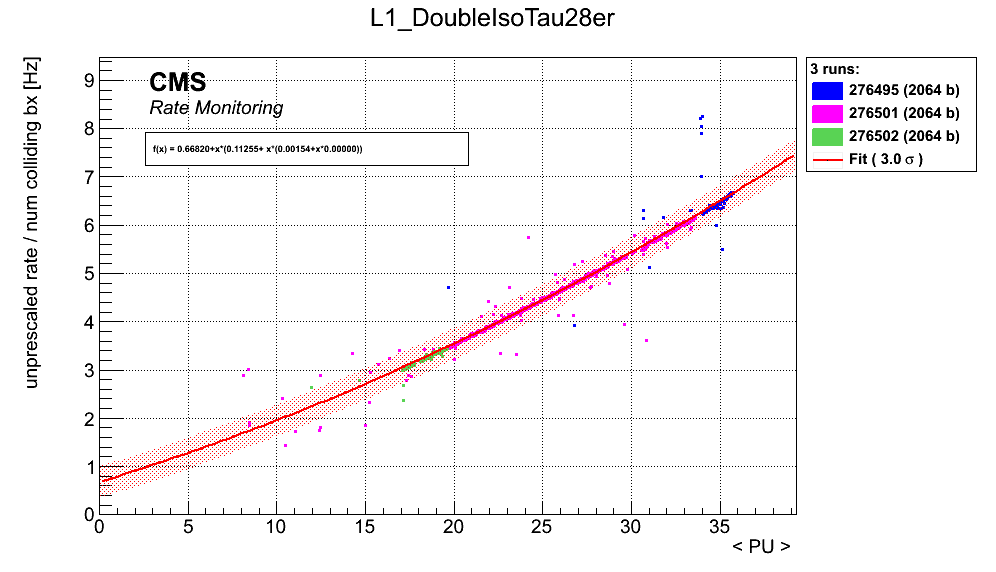 L1_DoubleIsoTau28er
unprescaled rate / num colliding bx [Hz]
CMS
Rate Monitoring
f(x) = 0.66820+x*(0.11255+ x*(0.00154+x*0.00000))
9
8
7
6
5
4
3
2
1
0
0 5 10 15 20 25 30 35
< PU >
3 runs:
276495 (2064 b)
276501 (2064 b)
276502 (2064 b)
Fit ( 3.0 σ )